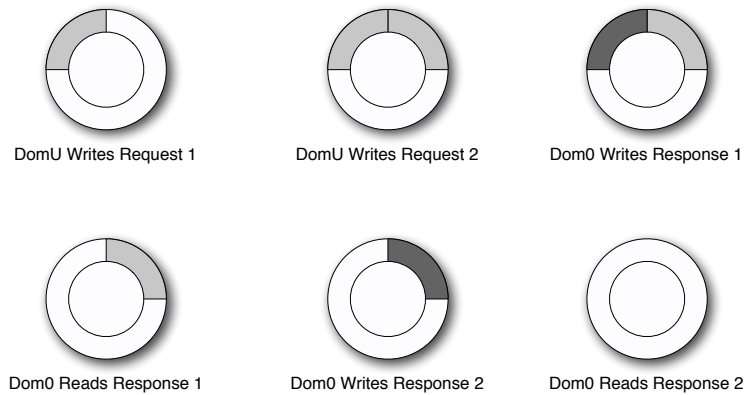 DomU Writes Request 1
DomU Writes Request 2
Dom0 Writes Response 1
Dom0 Reads Response 1
Dom0 Writes Response 2
Dom0 Reads Response 2